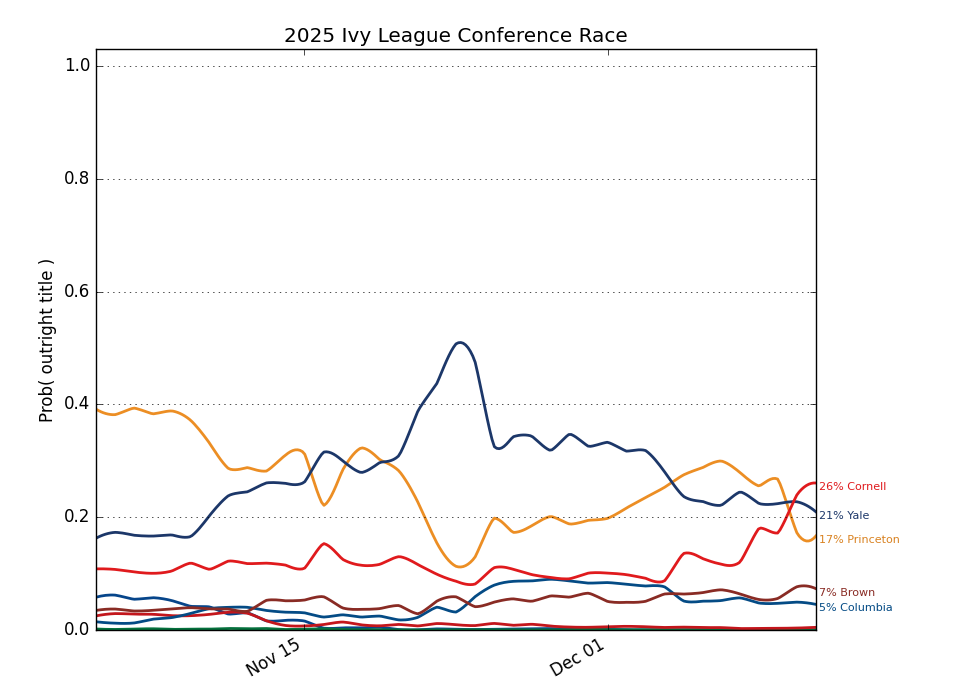 2025 Ivy League Conference Race
Prob( outright title )
1.0
0.8
0.6
0.4
0.2
0.0
Nov 15
Dec 01
26% Cornell
21% Yale
17% Princeton
7% Brown
5% Columbia